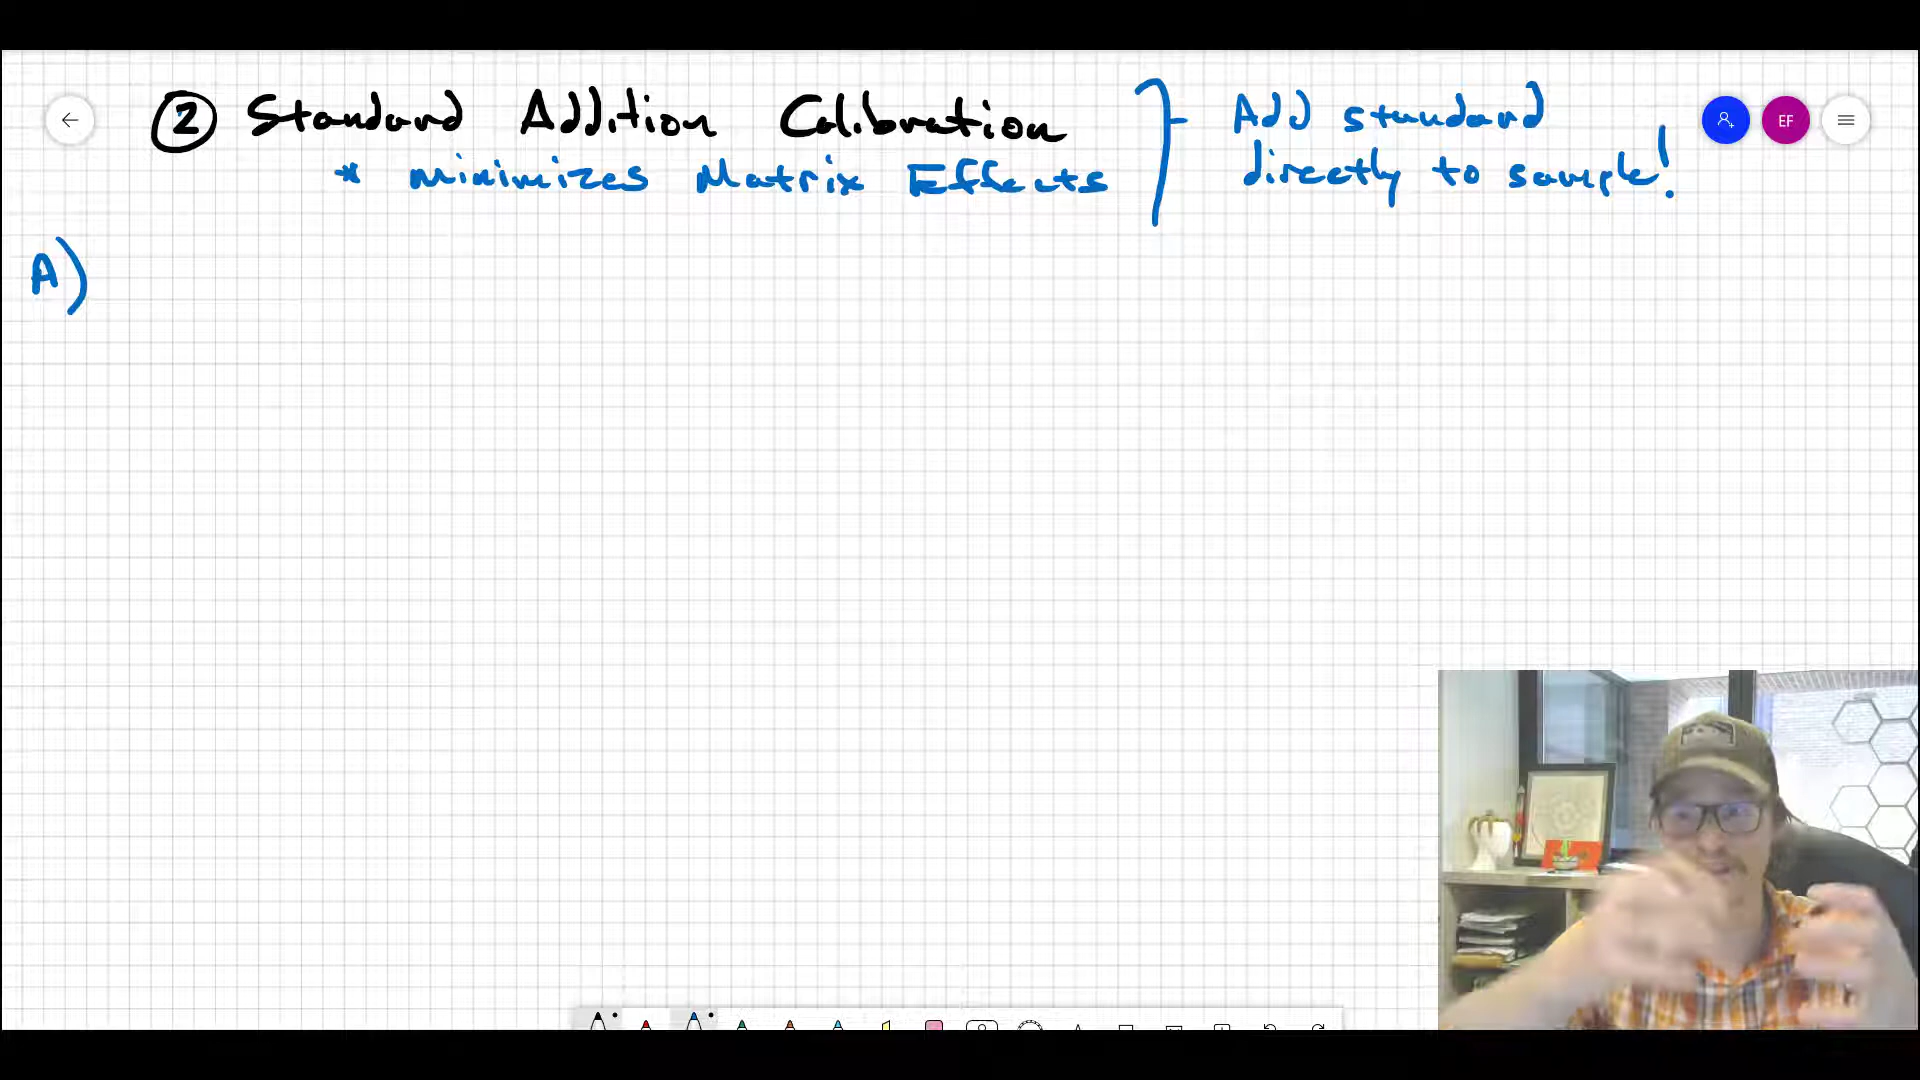 ② Standard Addition Calibration
* minimizes Matrix Effects
Add standard
directly to sample!
EF
A)